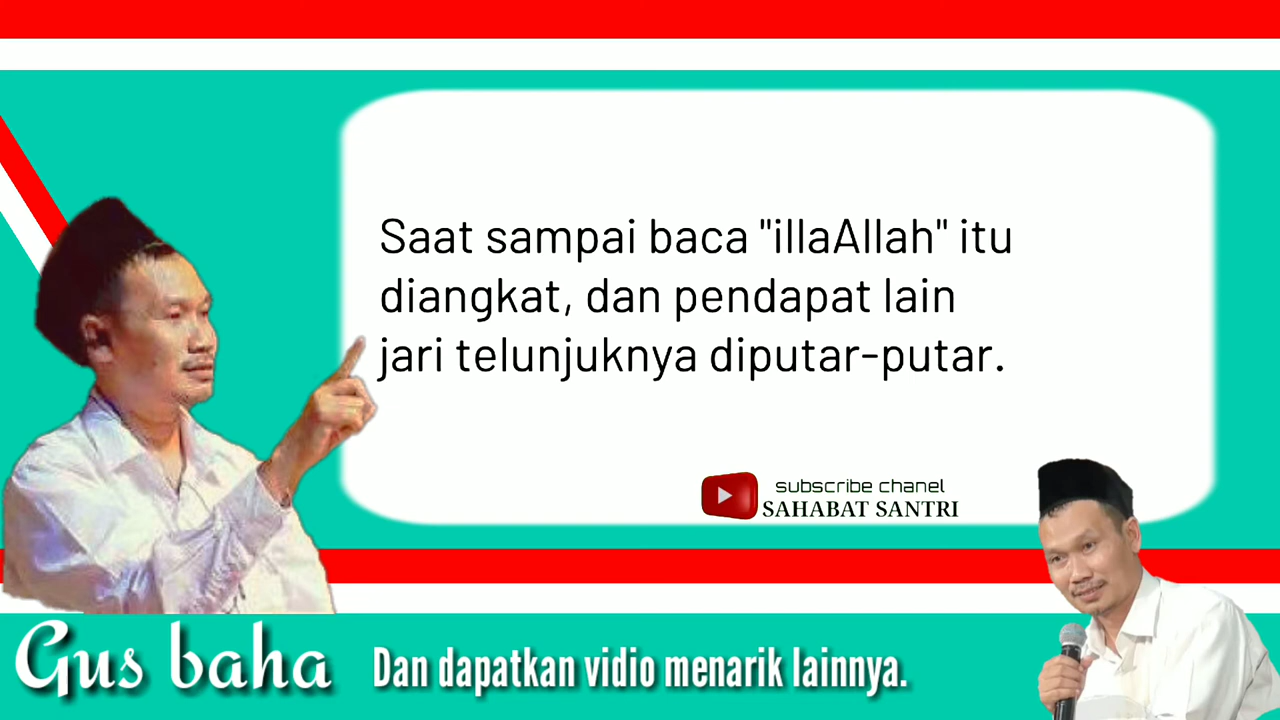 Saat sampai baca "illaAllah" itu
diangkat, dan pendapat lain
jari telunjuknya diputar-putar.
subscribe chanel
SAHABAT SANTRI
Gus baha
Dan dapatkan vidio menarik lainnya.